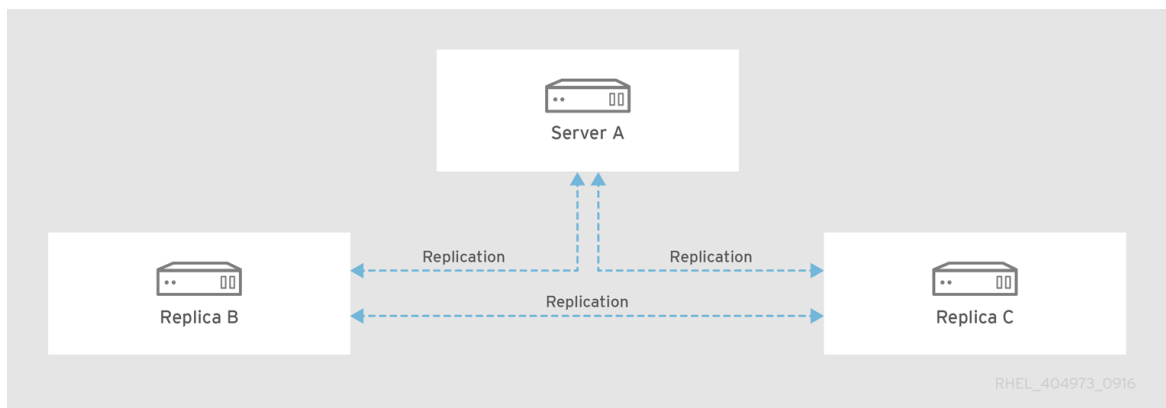 Server A
Replication
Replication
Replication
Replica B
Replica C
RHEL_404973_0916